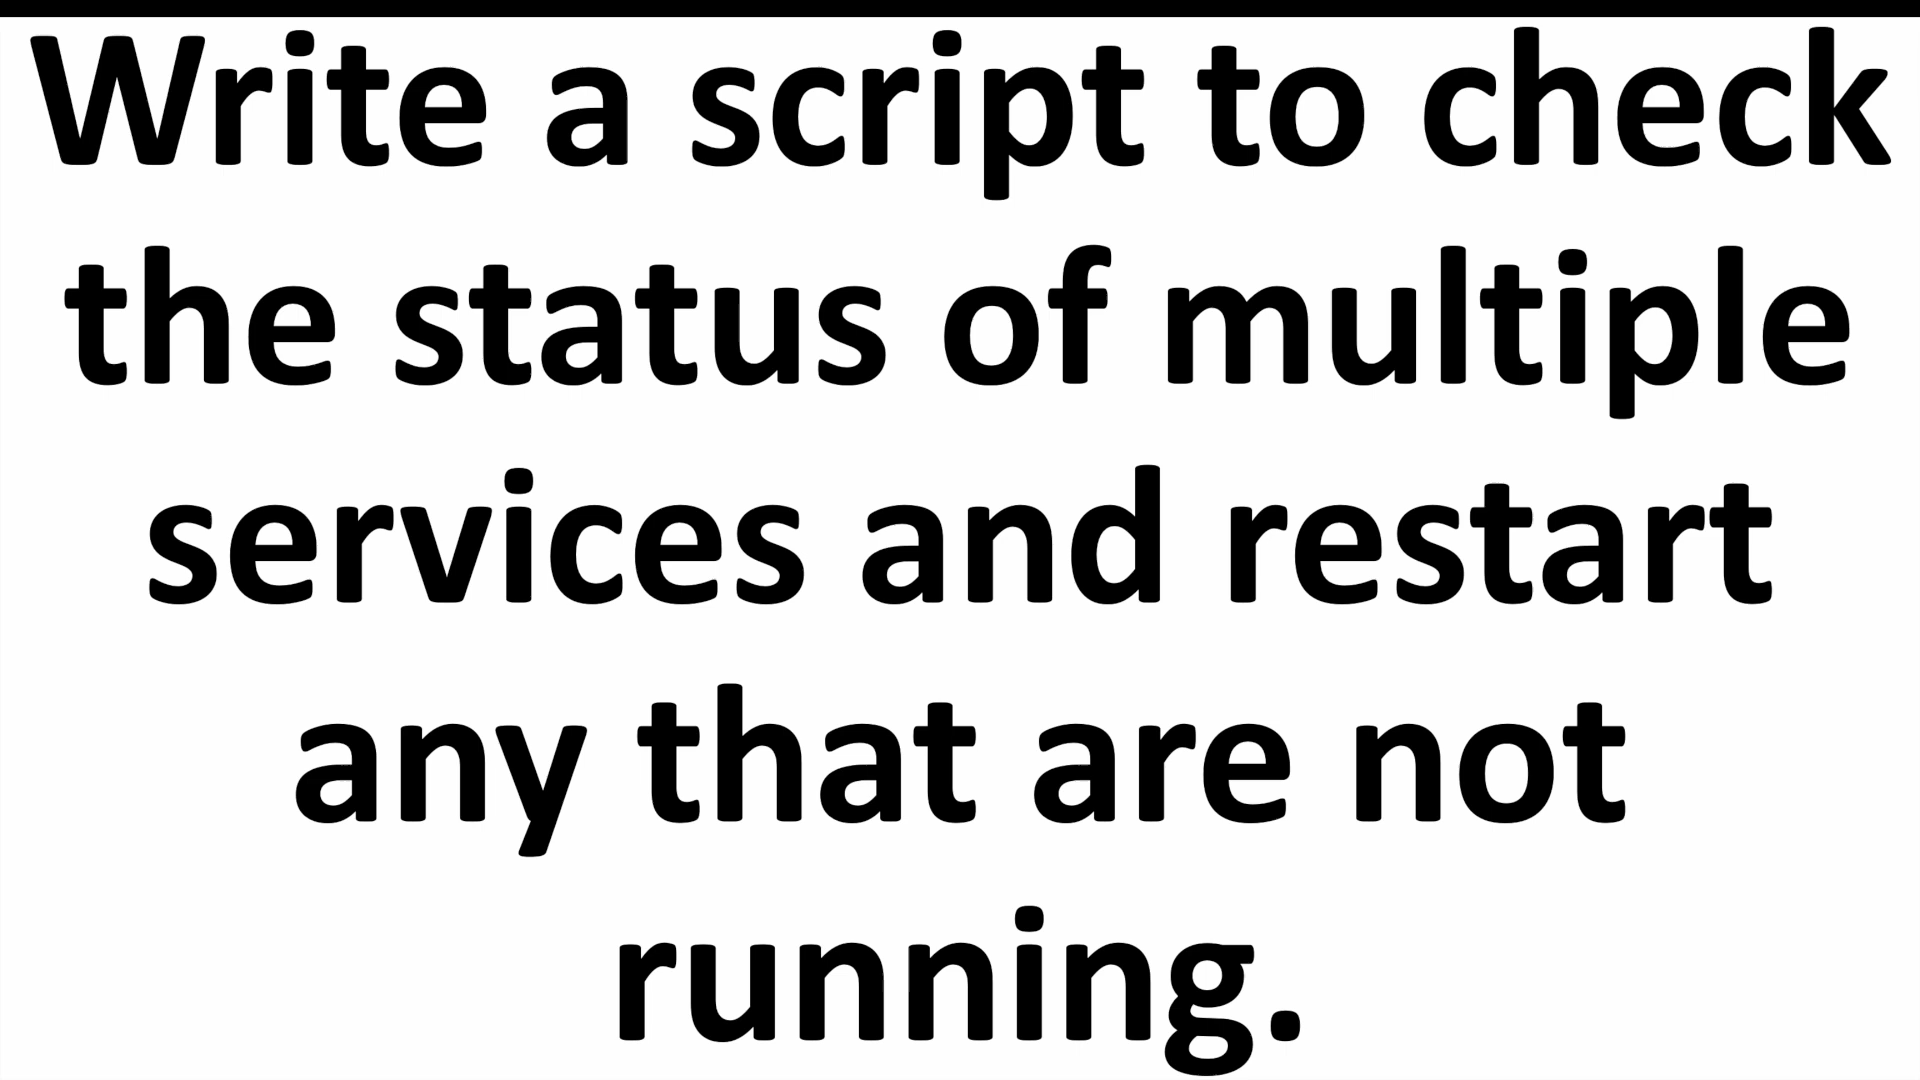 Write a script to check
the status of multiple
services and restart
any that are not
running.